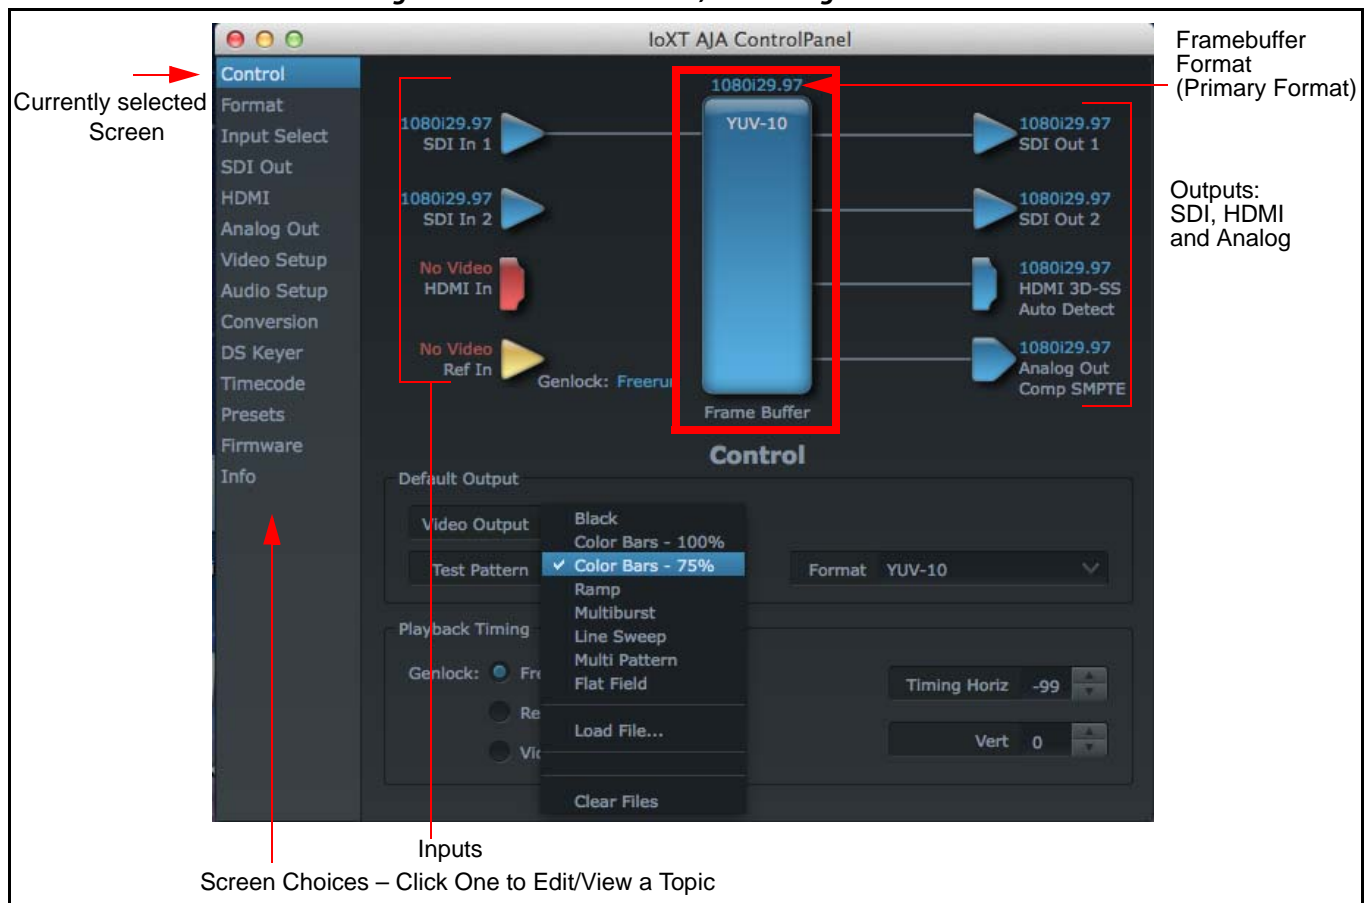 IoXT AJA ControlPanel
Control
Format
Input Select
SDI Out
HDMI
Analog Out
Video Setup
Audio Setup
Conversion
DS Keyer
Timecode
Presets
Firmware
Info
Currently selected
Screen
1080i29.97
SDI In 1
1080i29.97
SDI In 2
No Video
HDMI In
No Video
Ref In
Genlock: Freeru
1080i29.97
YUV-10
Frame Buffer
1080i29.97
SDI Out 1
1080i29.97
SDI Out 2
1080i29.97
HDMI 3D-SS
Auto Detect
1080i29.97
Analog Out
Comp SMPTE
Framebuffer
Format
(Primary Format)
Outputs:
SDI, HDMI
and Analog
Control
Default Output
Video Output
Test Pattern
Black
Color Bars - 100%
✓ Color Bars - 75%
Ramp
Multiburst
Line Sweep
Multi Pattern
Flat Field
Load File...
Clear Files
Format YUV-10
Playback Timing
Genlock: Fre
Re
Vid
Timing Horiz -99
Vert 0
Inputs
Screen Choices – Click One to Edit/View a Topic